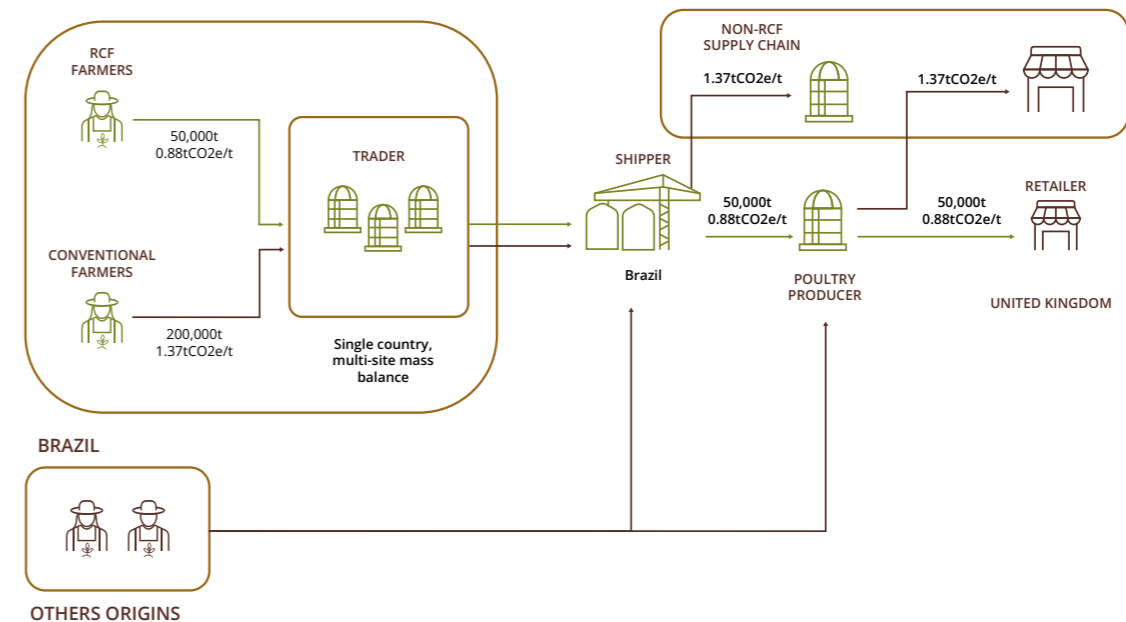 RCF
FARMERS
50,000t
0.88tCO2e/t
CONVENTIONAL
FARMERS
200,000t
1.37tCO2e/t
TRADER
Single country,
multi-site mass
balance
BRAZIL
OTHERS ORIGINS
SHIPPER
Brazil
NON-RCF
SUPPLY CHAIN
1.37tCO2e/t
1.37tCO2e/t
50,000t
0.88tCO2e/t
POULTRY
PRODUCER
50,000t
0.88tCO2e/t
RETAILER
UNITED KINGDOM